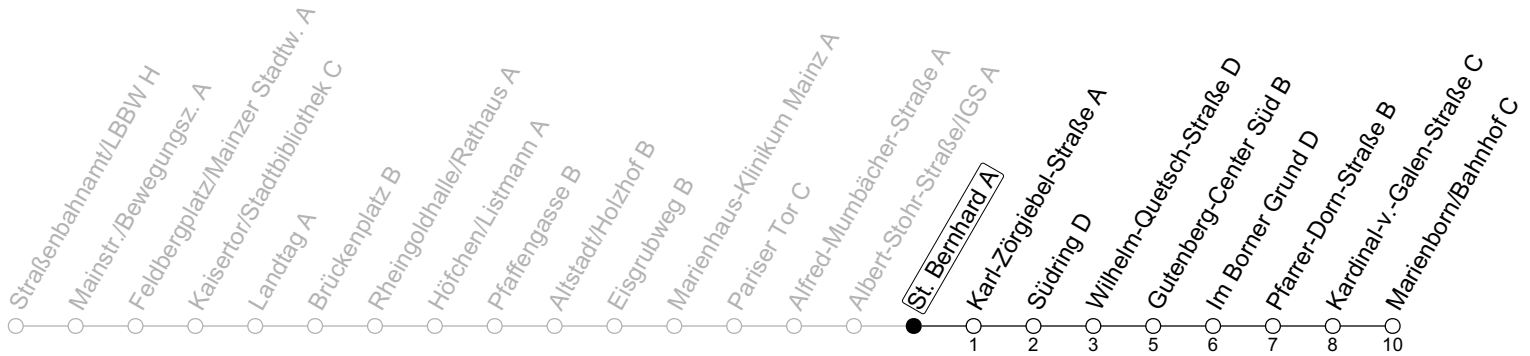 Straßenbahnamt/LBBW H
Mainstr./Bewegungsz. A
Feldbergplatz/Mainzer Stadtw. A
Kaisertor/Stadtbibliothek C
Landtag A
Brückenplatz B
Rheingoldhalle/Rathaus A
Höfchen/Listmann A
Pfaffengasse B
Altstadt/Holzhof B
Eisgrubweg B
Marienhaus-Klinikum Mainz A
Pariser Tor C
Alfred-Mumbächer-Straße A
Albert-Stohr-Straße/IGS A
St. Bernhard A
Karl-Zörgiebel-Straße A
Südring D
Wilhelm-Quetsch-Straße D
Gutenberg-Center Süd B
Im Borner Grund D
Pfarrer-Dorn-Straße B
Kardinal-v.-Galen-Straße C
Marienborn/Bahnhof C
1 2 3 5 6 7 8 10